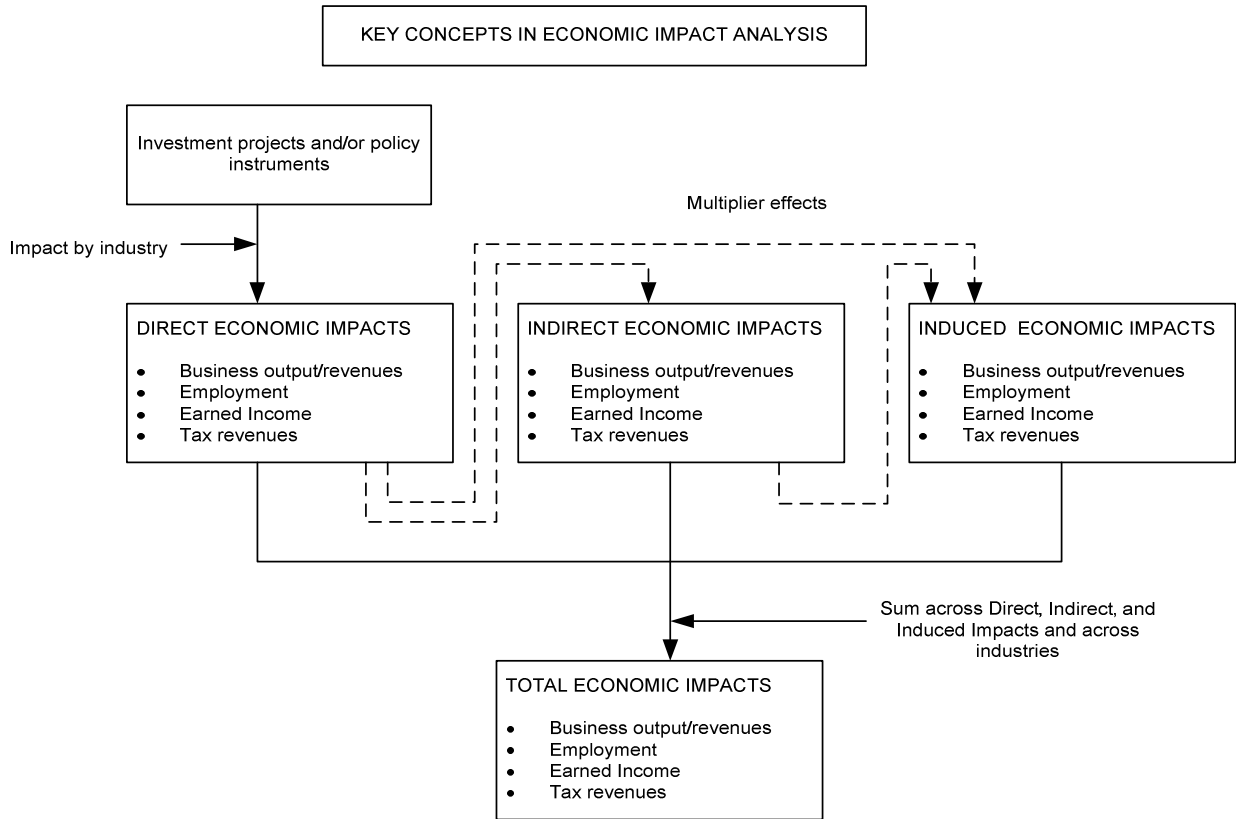 KEY CONCEPTS IN ECONOMIC IMPACT ANALYSIS
Investment projects and/or policy
instruments
Multiplier effects
Impact by industry
DIRECT ECONOMIC IMPACTS
• Business output/revenues
• Employment
• Earned Income
• Tax revenues
INDIRECT ECONOMIC IMPACTS
• Business output/revenues
• Employment
• Earned Income
• Tax revenues
INDUCED ECONOMIC IMPACTS
• Business output/revenues
• Employment
• Earned Income
• Tax revenues
Sum across Direct, Indirect, and
Induced Impacts and across
industries
TOTAL ECONOMIC IMPACTS
• Business output/revenues
• Employment
• Earned Income
• Tax revenues